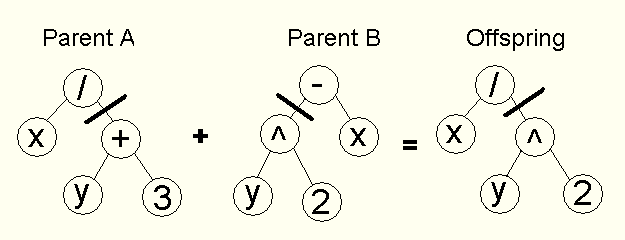 Parent A Parent B Offspring
/ - /
x + + ^ x = x ^
y 3 y 2 y 2